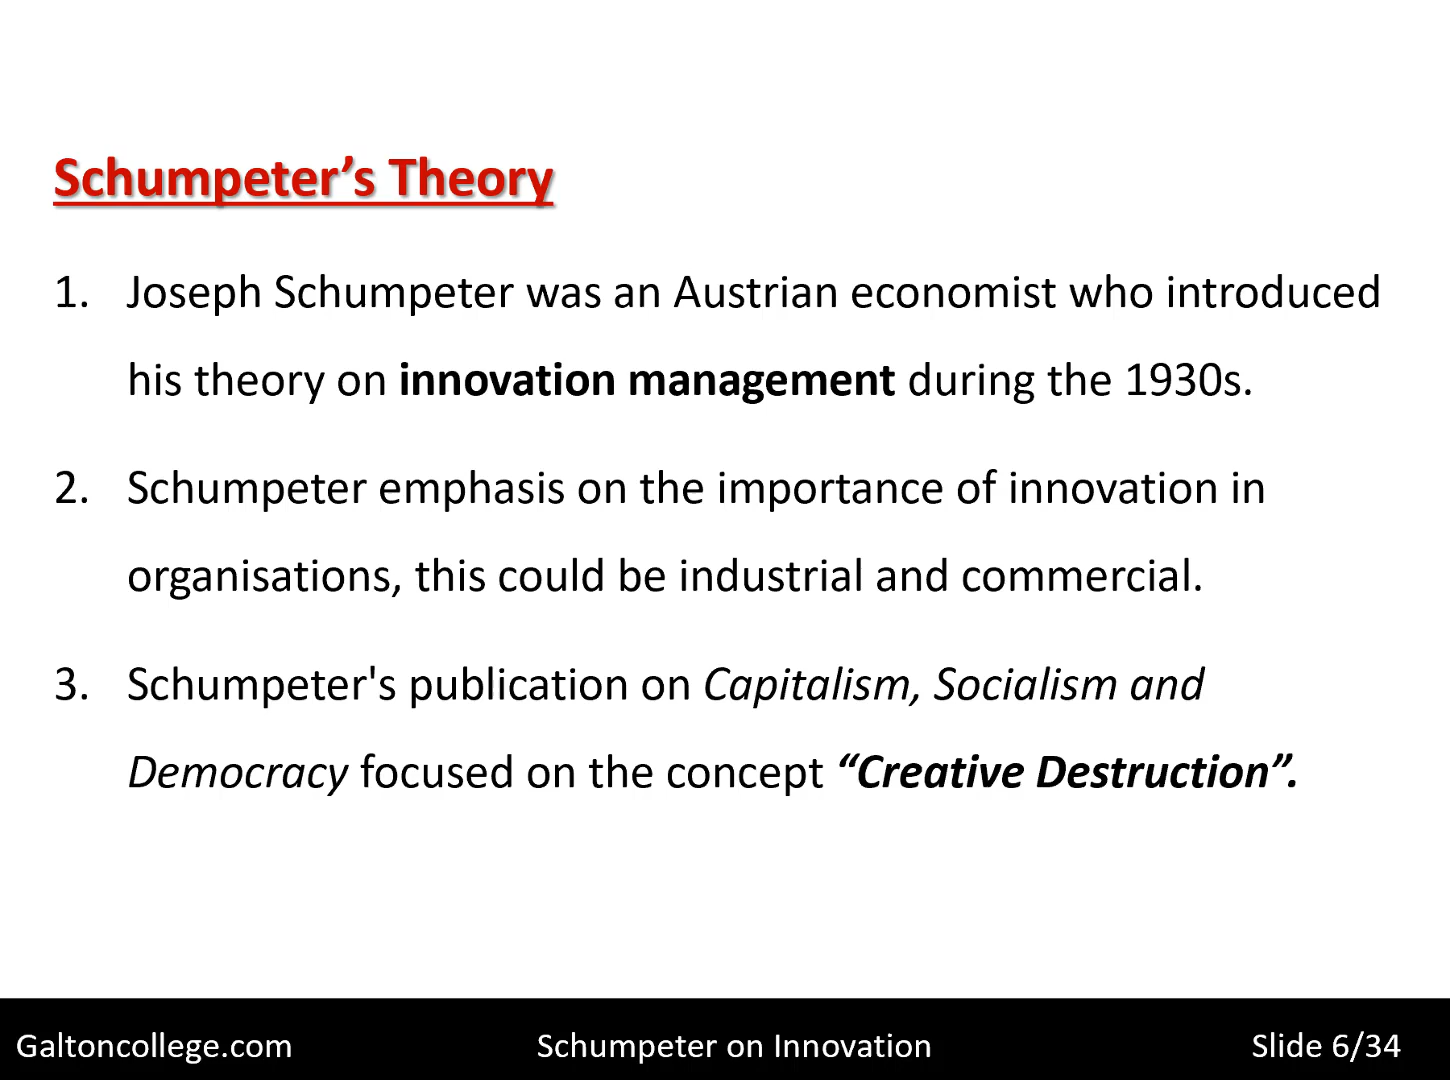 Schumpeter’s Theory
1. Joseph Schumpeter was an Austrian economist who introduced
his theory on innovation management during the 1930s.
2. Schumpeter emphasis on the importance of innovation in
organisations, this could be industrial and commercial.
3. Schumpeter's publication on Capitalism, Socialism and
Democracy focused on the concept “Creative Destruction”.
Galtoncollege.com Schumpeter on Innovation Slide 6/34